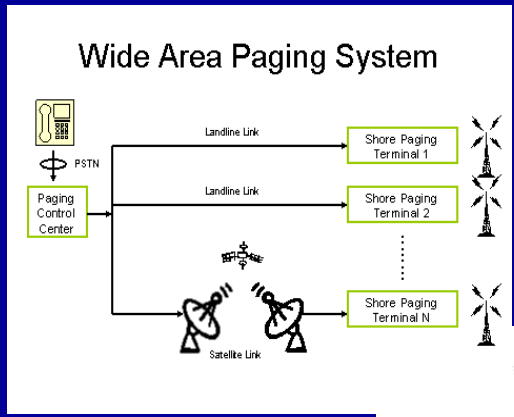 Wide Area Paging System
Landline Link
Shore Paging
Terminal 1
PSTN
Paging
Control
Center
Landline Link
Shore Paging
Terminal 2
Shore Paging
Terminal N
Satellite Link